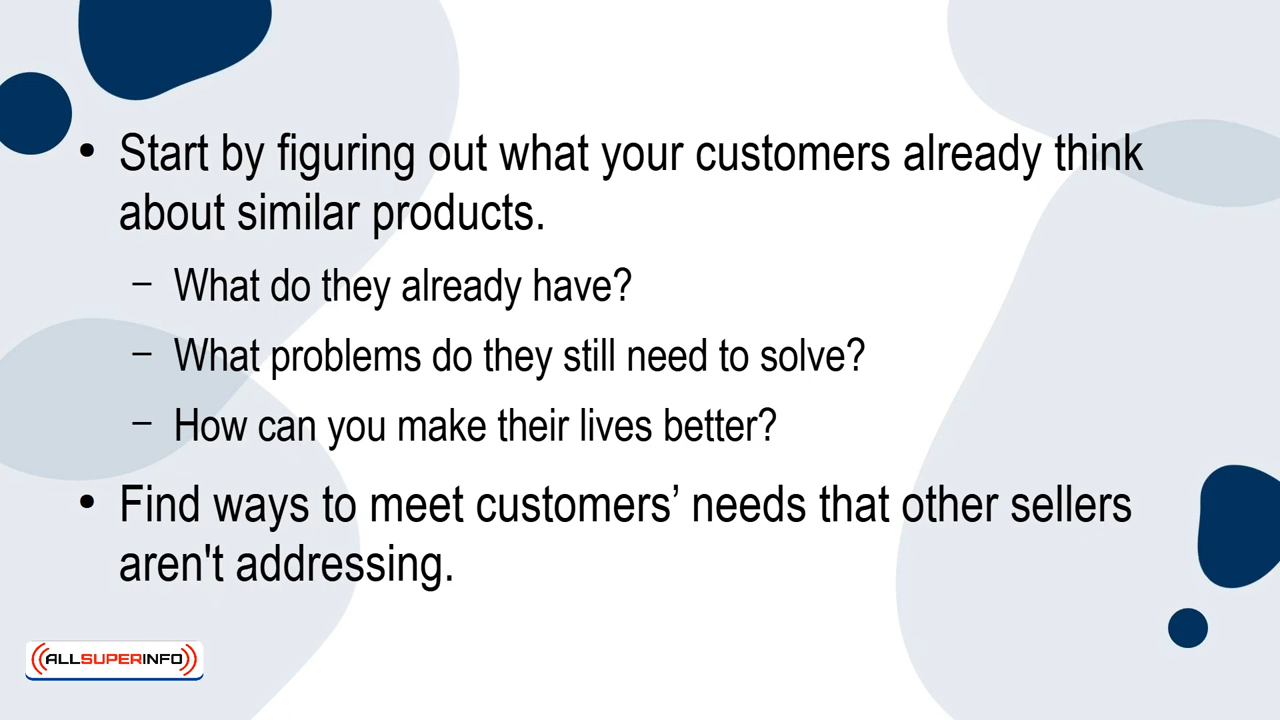 • Start by figuring out what your customers already think
about similar products.
– What do they already have?
– What problems do they still need to solve?
– How can you make their lives better?
• Find ways to meet customers’ needs that other sellers
aren't addressing.
ALLSUPERINFO